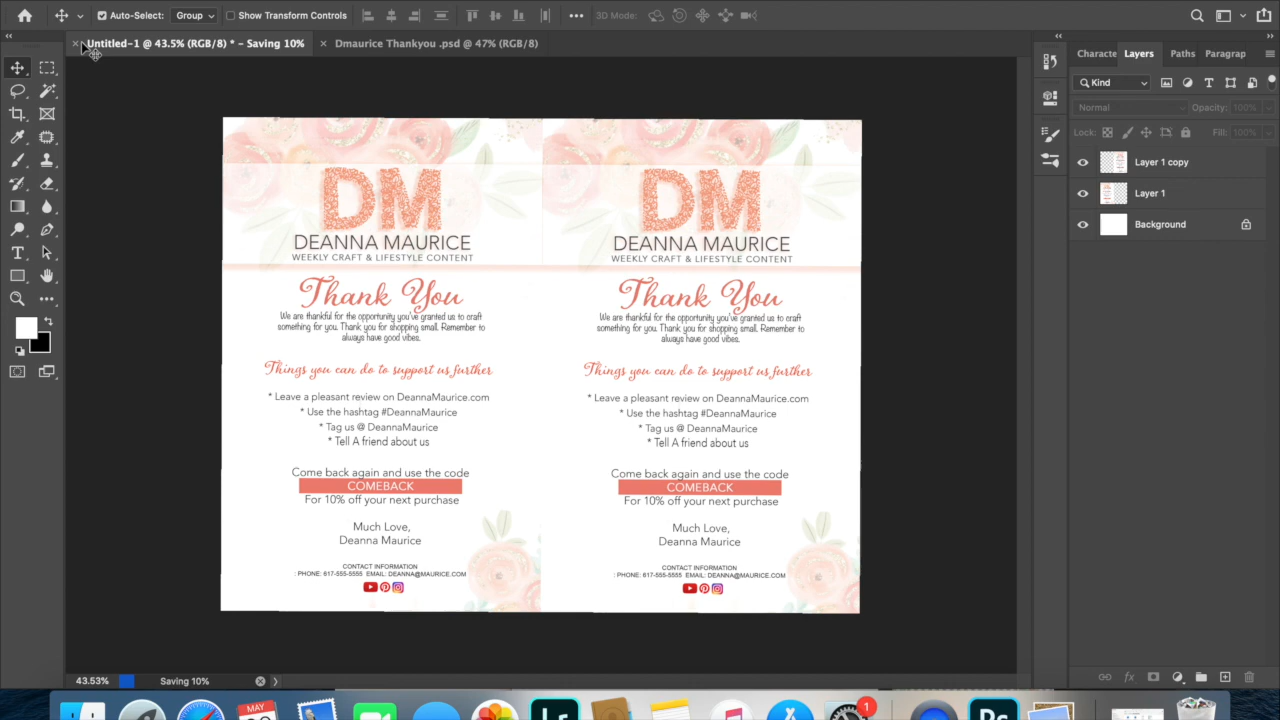 Auto-Select: Group Show Transform Controls 3D Mode:
Untitled-1 @ 43.5% (RGB/8) * - Saving 10% Dmaurice Thankyou .psd @ 47% (RGB/8)
Characte Layers Paths Paragrap
Kind
Normal Opacity: 100%
Lock: Fill: 100%
Layer 1 copy
Layer 1
Background
DM
DEANNA MAURICE
WEEKLY CRAFT & LIFESTYLE CONTENT
Thank You
We are thankful for the opportunity you've granted us to craft
something for you. Thank you for shopping small. Remember to
always have good vibes.
Things you can do to support us further
* Leave a pleasant review on DeannaMaurice.com
* Use the hashtag #DeannaMaurice
* Tag us @ DeannaMaurice
* Tell A friend about us
Come back again and use the code
COMEBACK
For 10% off your next purchase
Much Love,
Deanna Maurice
CONTACT INFORMATION
: PHONE: 617-555-5555 EMAIL: DEANNA@MAURICE.COM
DM
DEANNA MAURICE
WEEKLY CRAFT & LIFESTYLE CONTENT
Thank You
We are thankful for the opportunity you've granted us to craft
something for you. Thank you for shopping small. Remember to
always have good vibes.
Things you can do to support us further
* Leave a pleasant review on DeannaMaurice.com
* Use the hashtag #DeannaMaurice
* Tag us @ DeannaMaurice
* Tell A friend about us
Come back again and use the code
COMEBACK
For 10% off your next purchase
Much Love,
Deanna Maurice
CONTACT INFORMATION
: PHONE: 617-555-5555 EMAIL: DEANNA@MAURICE.COM
43.53% Saving 10%
MAY
1
Lr
Ps